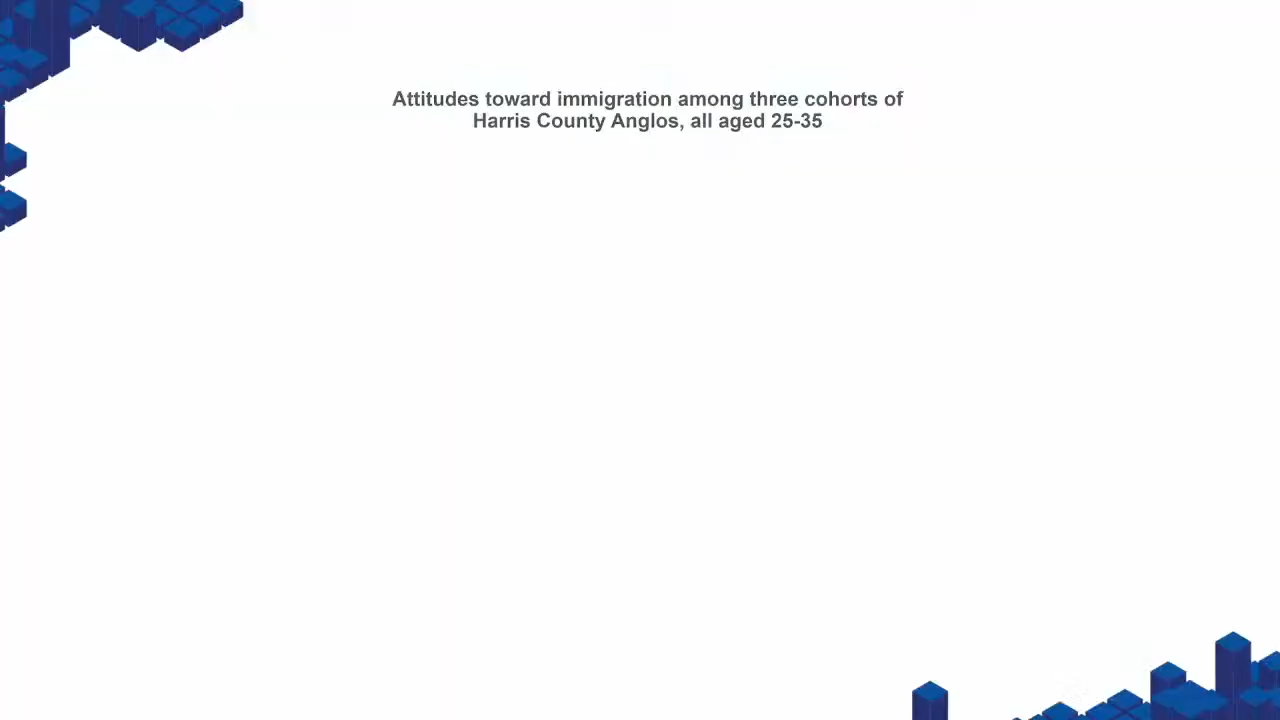 Attitudes toward immigration among three cohorts of
Harris County Anglos, all aged 25-35